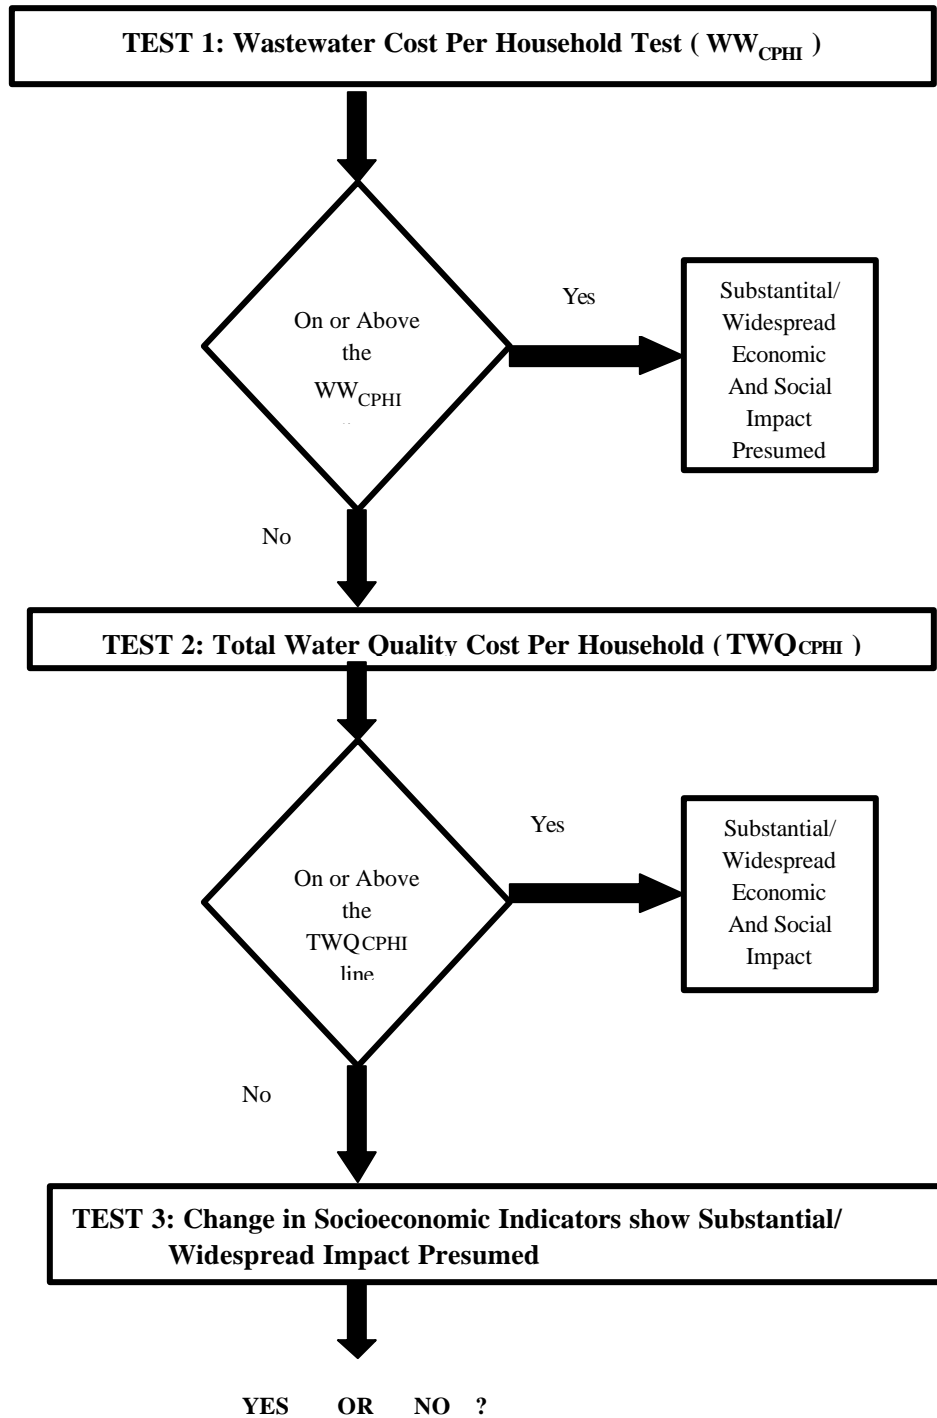 TEST 1: Wastewater Cost Per Household Test ( WWCPHI )
On or Above
the
WWCPHI
Yes
Substantital/
Widespread
Economic
And Social
Impact
Presumed
No
TEST 2: Total Water Quality Cost Per Household ( TWQCPHI )
On or Above
the
TWQCPHI
line
Yes
Substantial/
Widespread
Economic
And Social
Impact
No
TEST 3: Change in Socioeconomic Indicators show Substantial/
Widespread Impact Presumed
YES OR NO ?